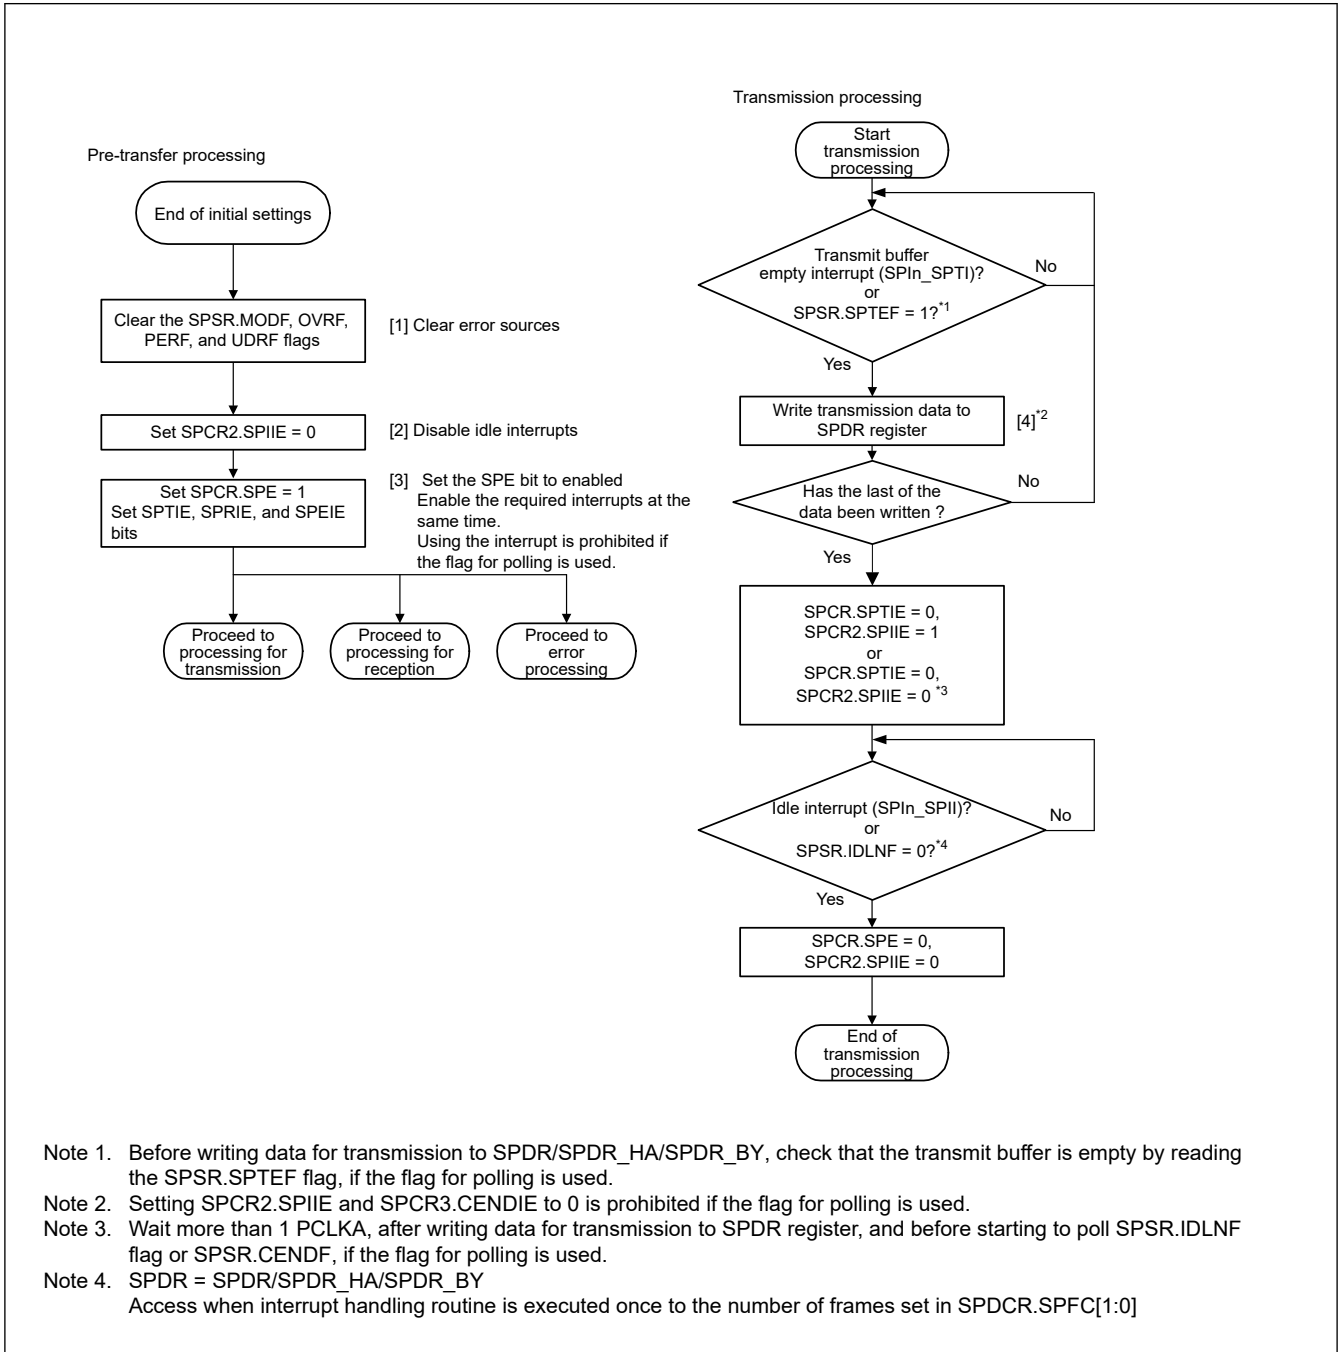 Pre-transfer processing
End of initial settings
Clear the SPSR.MODF, OVRF,
PERF, and UDRF flags
[1] Clear error sources
Set SPCR2.SPIIE = 0
[2] Disable idle interrupts
Set SPCR.SPE = 1
Set SPTIE, SPRIE, and SPEIE
bits
[3] Set the SPE bit to enabled
Enable the required interrupts at the
same time.
Using the interrupt is prohibited if
the flag for polling is used.
Proceed to
processing for
transmission
Proceed to
processing for
reception
Proceed to
error
processing
Transmission processing
Start
transmission
processing
Transmit buffer
empty interrupt (SPIn_SPTI)?
or
SPSR.SPTEF = 1?*1
No
Yes
Write transmission data to
SPDR register
[4]*2
Has the last of the
data been written ?
No
Yes
SPCR.SPTIE = 0,
SPCR2.SPIIE = 1
or
SPCR.SPTIE = 0,
SPCR2.SPIIE = 0 *3
Idle interrupt (SPIn_SPII)?
or
SPSR.IDLNF = 0?*4
No
Yes
SPCR.SPE = 0,
SPCR2.SPIIE = 0
End of
transmission
processing
Note 1. Before writing data for transmission to SPDR/SPDR_HA/SPDR_BY, check that the transmit buffer is empty by reading
the SPSR.SPTEF flag, if the flag for polling is used.
Note 2. Setting SPCR2.SPIIE and SPCR3.CENDIE to 0 is prohibited if the flag for polling is used.
Note 3. Wait more than 1 PCLKA, after writing data for transmission to SPDR register, and before starting to poll SPSR.IDLNF
flag or SPSR.CENDF, if the flag for polling is used.
Note 4. SPDR = SPDR/SPDR_HA/SPDR_BY
Access when interrupt handling routine is executed once to the number of frames set in SPDCR.SPFC[1:0]